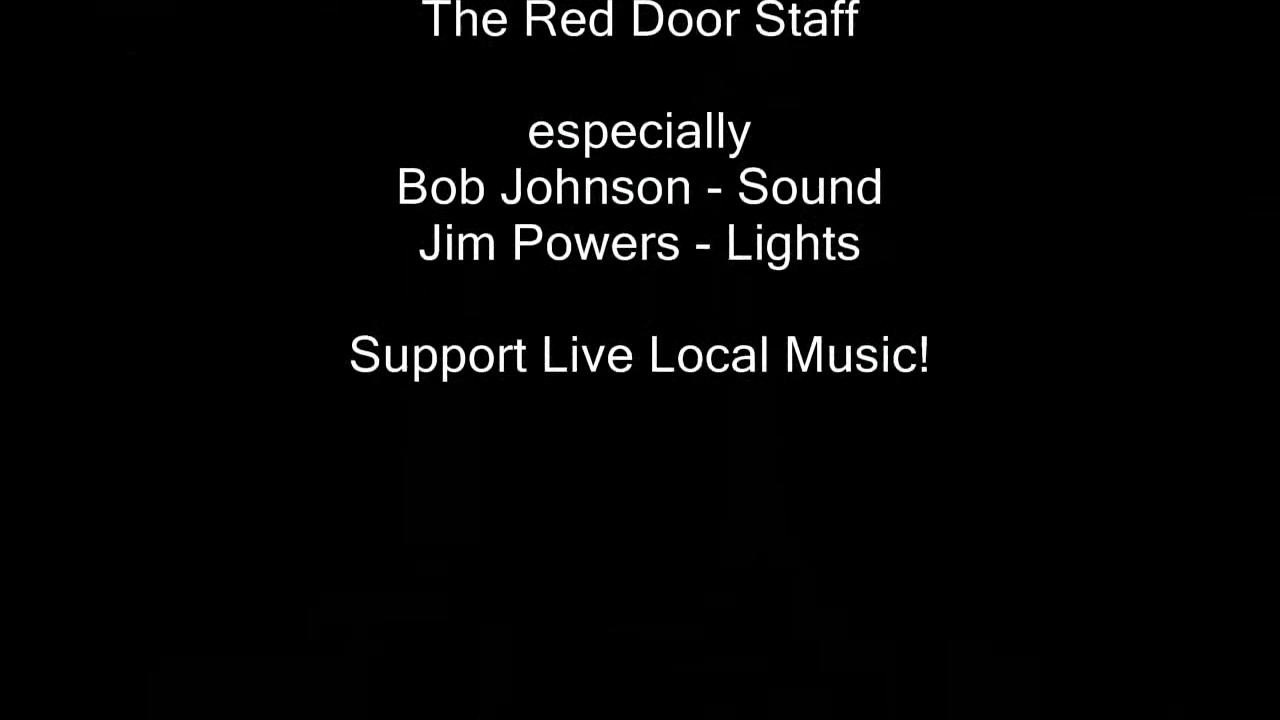 The Red Door Staff
especially
Bob Johnson - Sound
Jim Powers - Lights
Support Live Local Music!